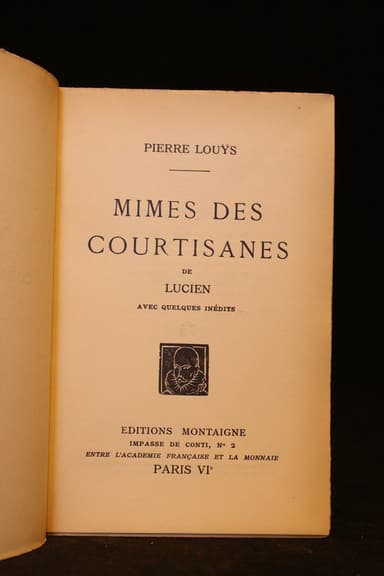 PIERRE LOUŸS
MIMES DES
COURTISANES
DE
LUCIEN
AVEC QUELQUES INÉDITS
EDITIONS MONTAIGNE
IMPASSE DE CONTI, Nº 2
ENTRE L'ACADEMIE FRANÇAISE ET LA MONNAIE
PARIS VIᵉ